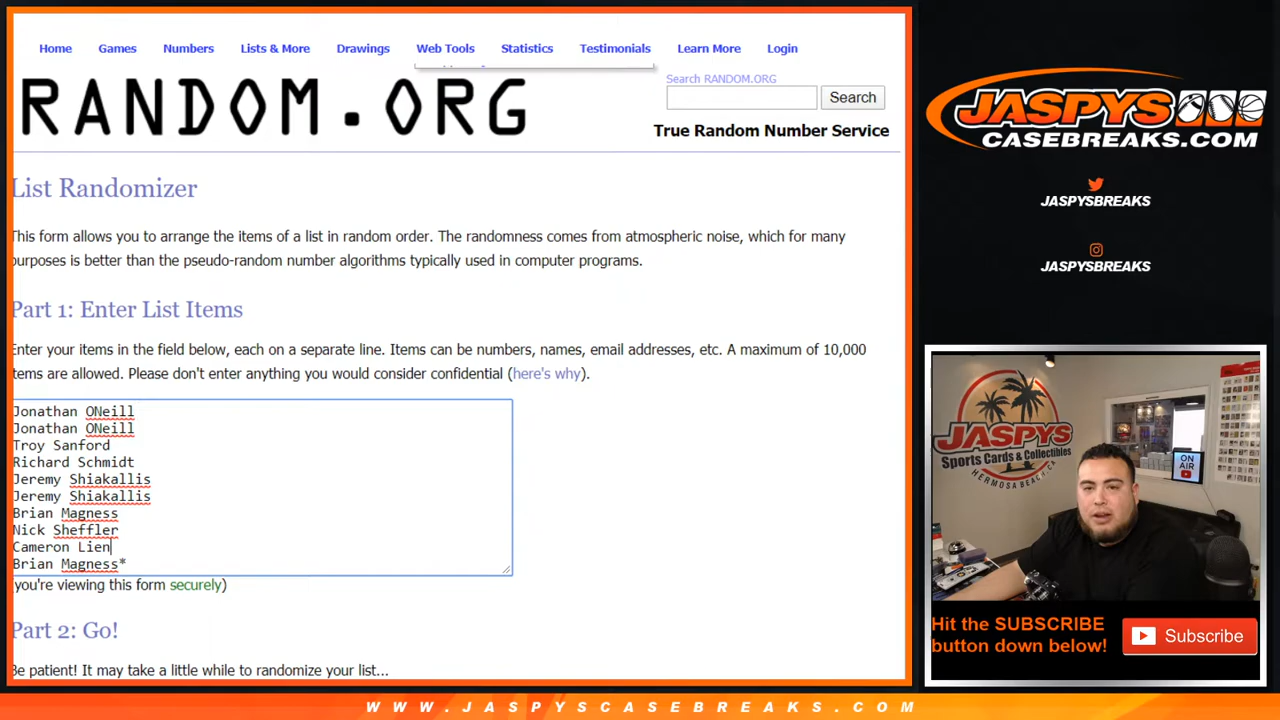 Home Games Numbers Lists & More Drawings Web Tools Statistics Testimonials Learn More Login
RANDOM.ORG
Search RANDOM.ORG
Search
True Random Number Service
List Randomizer
This form allows you to arrange the items of a list in random order. The randomness comes from atmospheric noise, which for many
purposes is better than the pseudo-random number algorithms typically used in computer programs.
Part 1: Enter List Items
Enter your items in the field below, each on a separate line. Items can be numbers, names, email addresses, etc. A maximum of 10,000
items are allowed. Please don't enter anything you would consider confidential (here's why).
Jonathan ONeill
Jonathan ONeill
Troy Sanford
Richard Schmidt
Jeremy Shiakallis
Jeremy Shiakallis
Brian Magness
Nick Sheffler
Cameron Lien
Brian Magness*
(you're viewing this form securely)
Part 2: Go!
Be patient! It may take a little while to randomize your list...
JASPYS
CASEBREAKS.COM
JASPYSBREAKS
JASPYSBREAKS
JASPYS
Sports Cards & Collectibles
HERMOSA BEACH, CA
ON
AIR
Hit the SUBSCRIBE
button down below!
Subscribe
WWW.JASPYSCASEBREAKS.COM